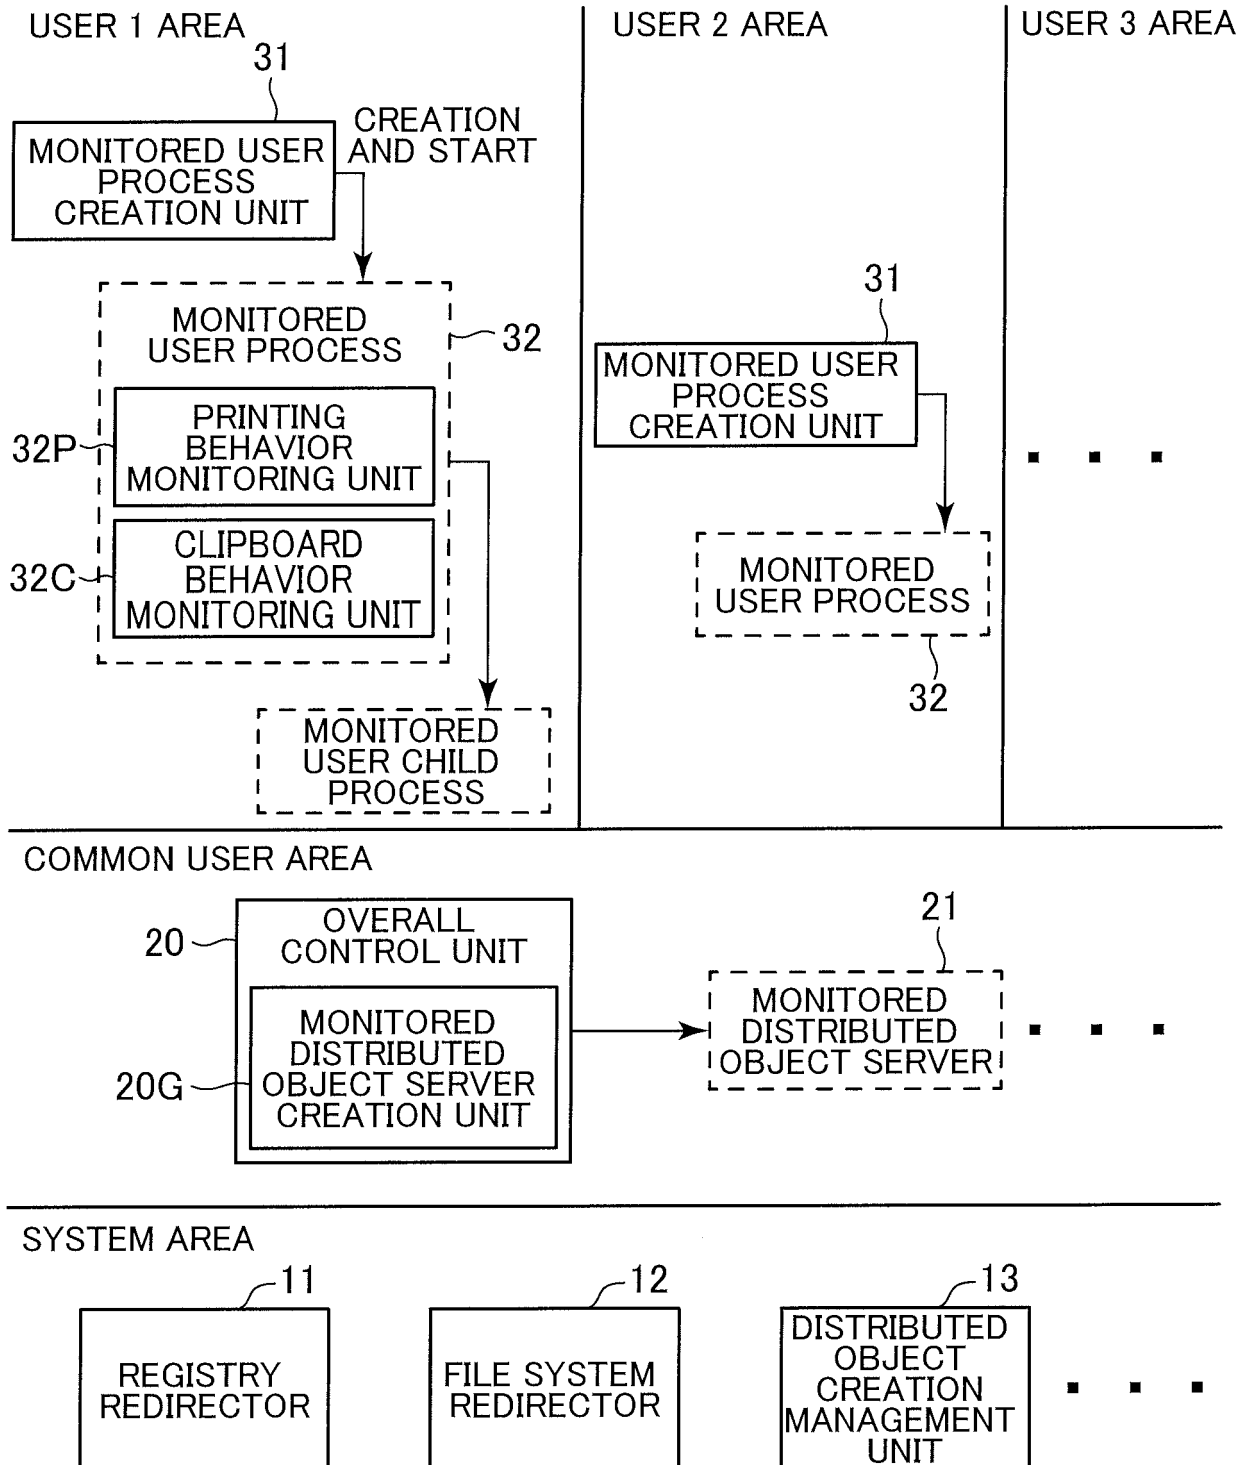 USER 1 AREA
31
MONITORED USER
PROCESS
CREATION UNIT
CREATION
AND START
MONITORED
USER PROCESS
32
32P
PRINTING
BEHAVIOR
MONITORING UNIT
32C
CLIPBOARD
BEHAVIOR
MONITORING UNIT
MONITORED
USER CHILD
PROCESS
USER 2 AREA
31
MONITORED USER
PROCESS
CREATION UNIT
MONITORED
USER PROCESS
32
USER 3 AREA
COMMON USER AREA
20
OVERALL
CONTROL UNIT
20G
MONITORED
DISTRIBUTED
OBJECT SERVER
CREATION UNIT
21
MONITORED
DISTRIBUTED
OBJECT SERVER
SYSTEM AREA
11
REGISTRY
REDIRECTOR
12
FILE SYSTEM
REDIRECTOR
13
DISTRIBUTED
OBJECT
CREATION
MANAGEMENT
UNIT